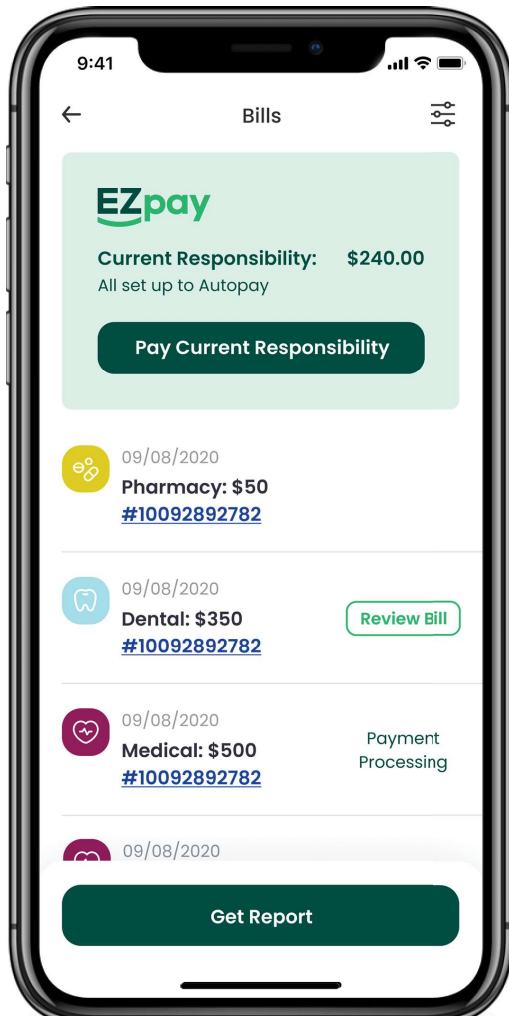 9:41
Bills
EZpay
Current Responsibility: $240.00
All set up to Autopay
Pay Current Responsibility
09/08/2020
Pharmacy: $50
#10092892782
09/08/2020
Dental: $350
#10092892782
Review Bill
09/08/2020
Medical: $500
#10092892782
Payment
Processing
09/08/2020
Get Report